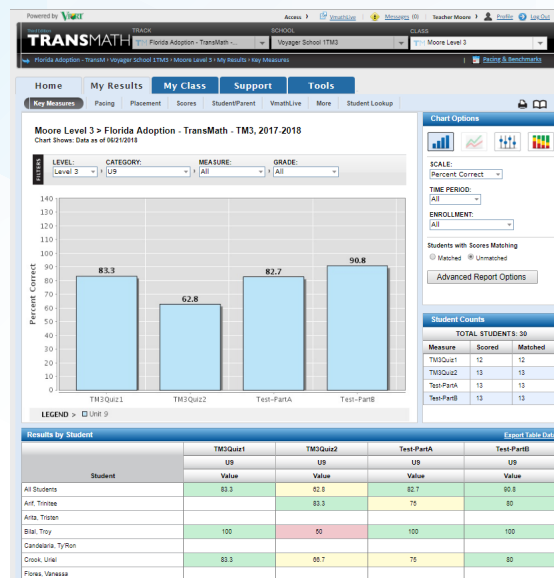 Powered by VPORT
Access
VmathLive
Messages (0)
Teacher Moore
Profile
Log Out
TRANSMATH
TRACK
Florida Adoption - TransMath -...
SCHOOL
Voyager School 1TM3
CLASS
Moore Level 3
Florida Adoption - TransM › Voyager School 1TM3 › Moore Level 3 › My Results › Key Measures
Pacing & Benchmarks
Home My Results My Class Support Tools
Key Measures Pacing Placement Scores Student/Parent VmathLive More Student Lookup
Moore Level 3 > Florida Adoption - TransMath - TM3, 2017-2018
Chart Shows: Data as of 06/21/2018
FILTERS
LEVEL: CATEGORY: MEASURE: GRADE:
Level 3 U9 All All
Percent Correct
140
130
120
110
100
90
80
70
60
50
40
30
20
10
0
83.3
62.8
82.7
90.8
TM3Quiz1 TM3Quiz2 Test-PartA Test-PartB
LEGEND > Unit 9
Chart Options
SCALE:
Percent Correct
TIME PERIOD:
All
ENROLLMENT:
All
Students with Scores Matching
Matched Unmatched
Advanced Report Options
Student Counts
TOTAL STUDENTS: 30
Measure Scored Matched
TM3Quiz1 12 12
TM3Quiz2 13 13
Test-PartA 13 13
Test-PartB 13 13
Results by Student
Export Table Data
TM3Quiz1 TM3Quiz2 Test-PartA Test-PartB
U9 U9 U9 U9
Student Value Value Value Value
All Students 83.3 62.8 82.7 90.8
Arif, Trinitee 83.3 75 80
Arita, Tristen
Bilal, Troy 100 50 100 100
Candelaria, Ty'Ron
Crook, Uriel 83.3 66.7 75 80
Flores, Vanessa